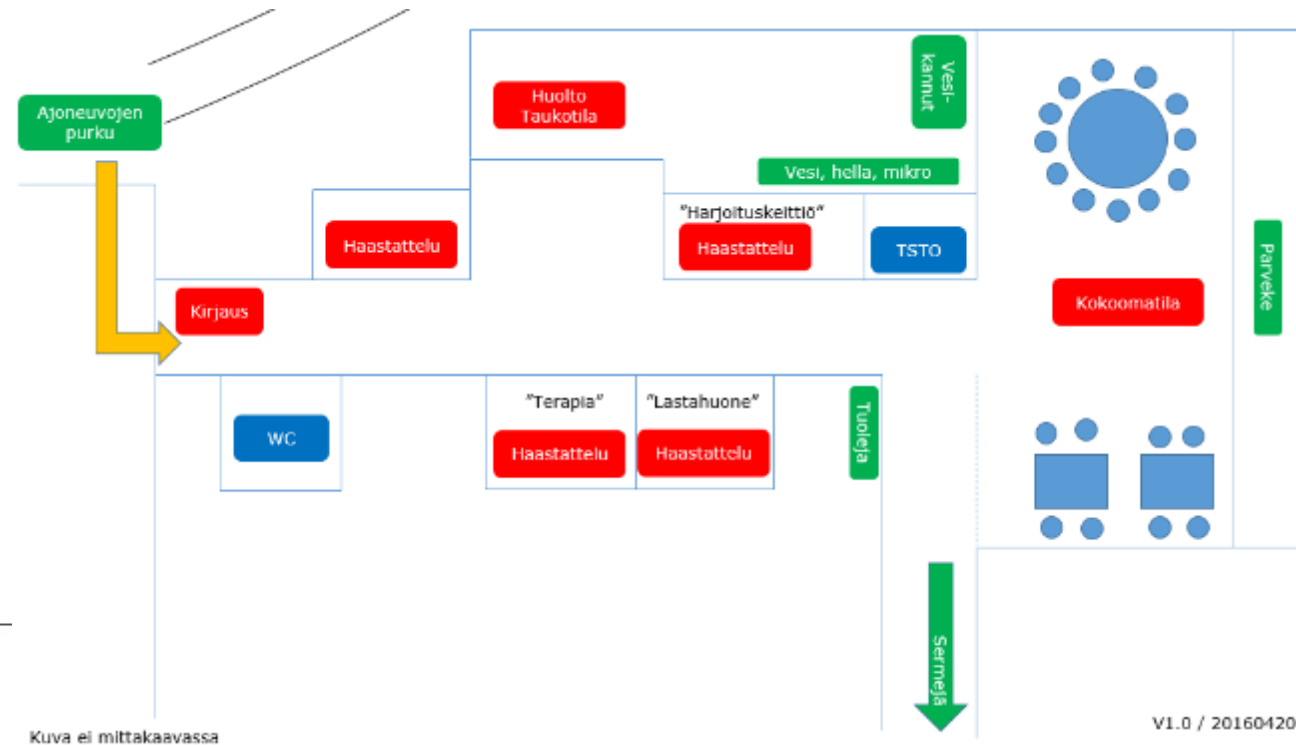 Ajoneuvojen
purku
Huolto
Taukotila
Vesi-
kannut
Vesi, hella, mikro
Haastattelu
"Harjoituskeittiö"
Haastattelu
TSTO
Parveke
Kirjaus
Kokoomatila
WC
"Terapia"
Haastattelu
"Lastahuone"
Haastattelu
Tuoleja
Sermejä
Kuva ei mittakaavassa
V1.0 / 20160420